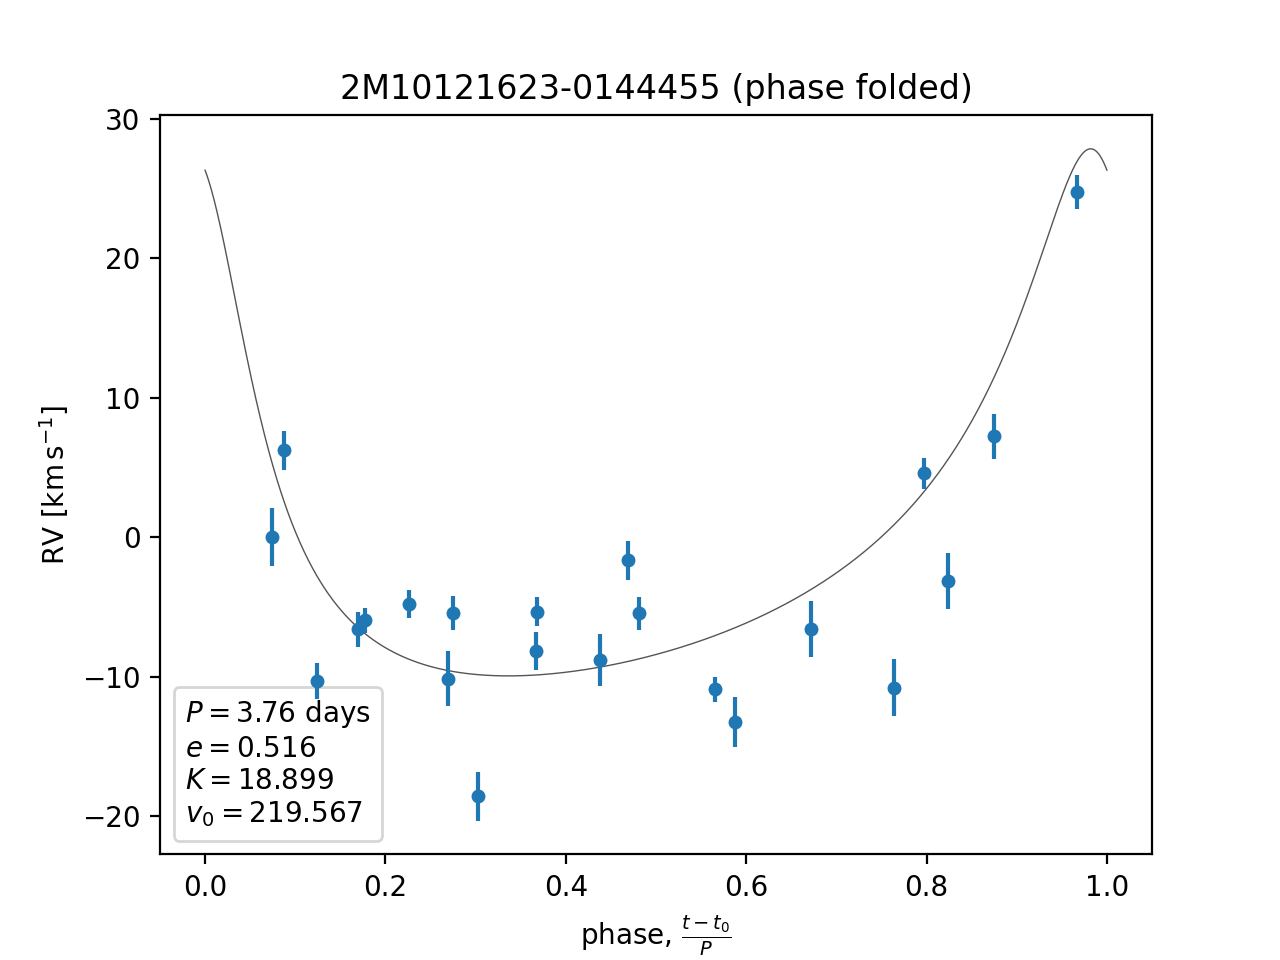 2M10121623-0144455 (phase folded)
30
20
10
0
−10
−20
RV [km s⁻¹]
P = 3.76 days
e = 0.516
K = 18.899
v₀ = 219.567
0.0 0.2 0.4 0.6 0.8 1.0
phase, (t − t₀)/P